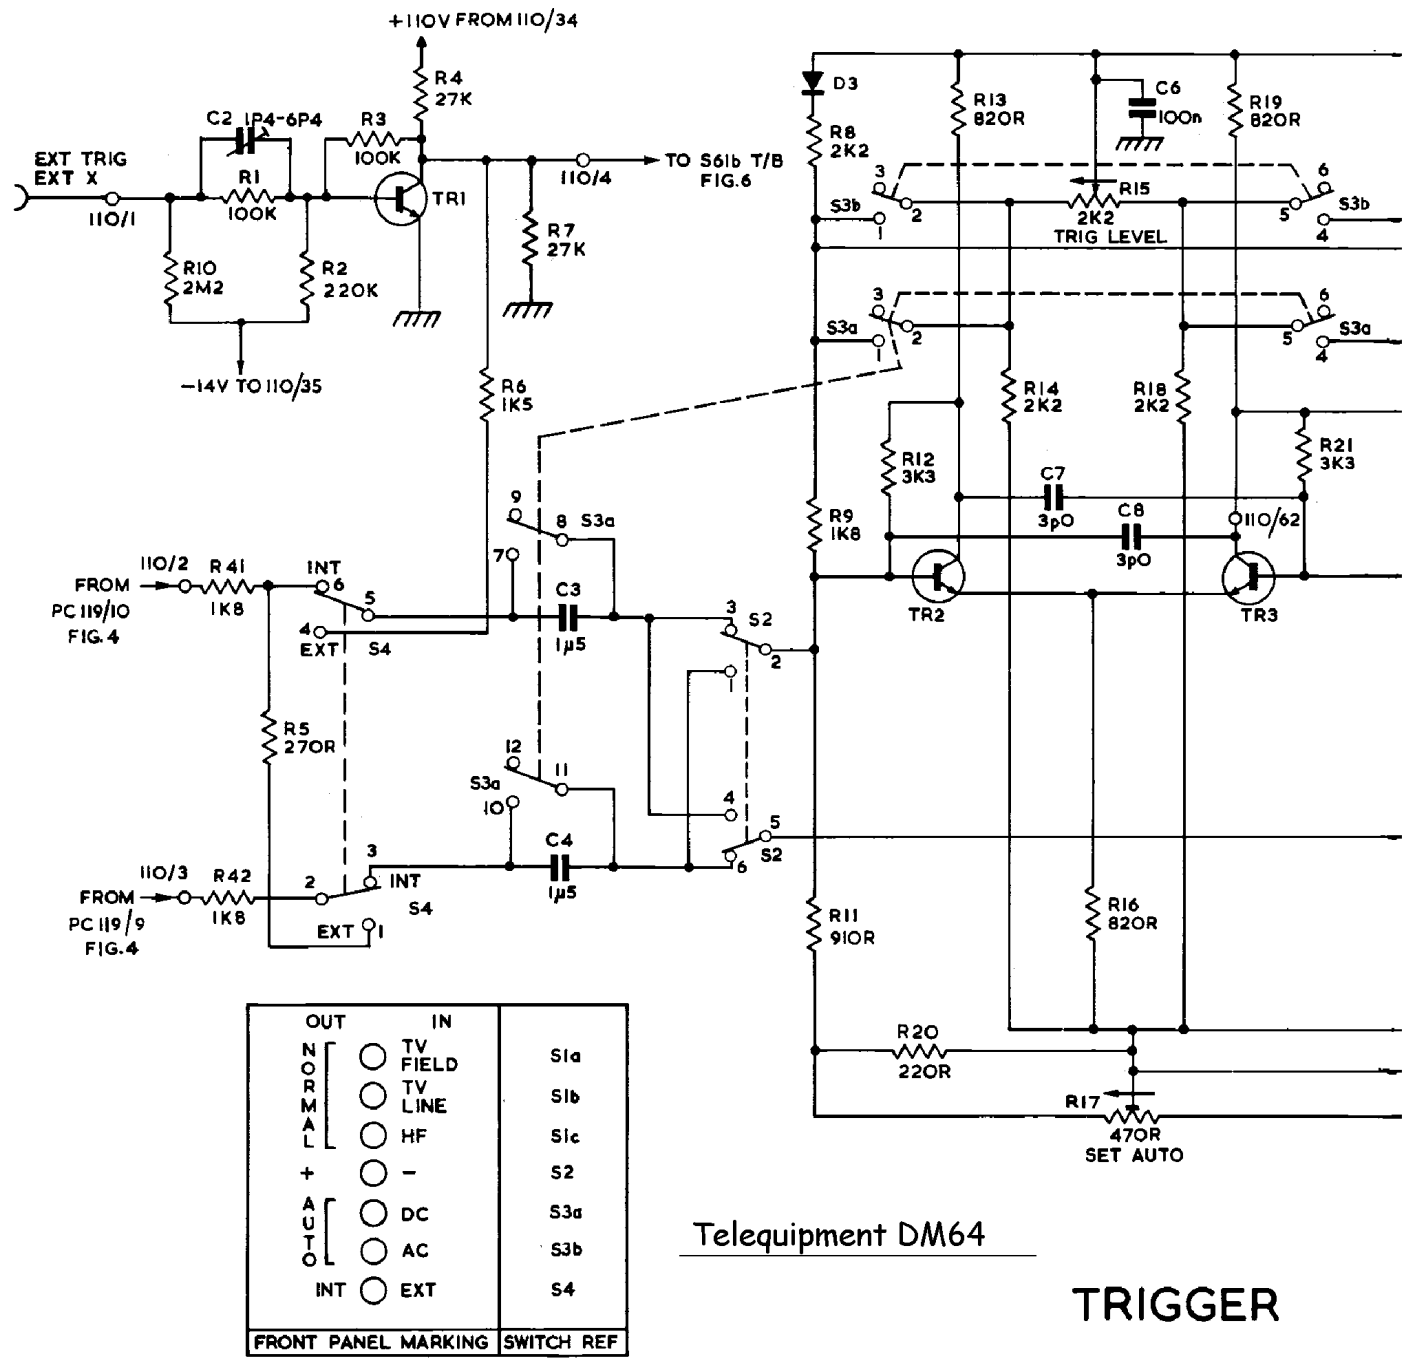 +110V FROM 110/34
R4
27K
C2 1P4-6P4
R3
100K
EXT TRIG
EXT X
110/1
R1
100K
TR1
110/4
TO S61b T/B
FIG.6
R10
2M2
R2
220K
R7
27K
-14V TO 110/35
R6
1K5
D3
R8
2K2
R13
820R
C6
100n
R19
820R
3
S3b
2
1
R15
2K2
TRIG LEVEL
6
5
S3b
4
3
S3a
2
1
6
5
S3a
4
R14
2K2
R18
2K2
R12
3K3
R21
3K3
C7
3p0
C8
3p0
110/62
R9
1K8
TR2
TR3
9
8
S3a
7
110/2
R41
1K8
FROM
PC 119/10
FIG.4
INT
6
5
4
EXT
S4
C3
1µ5
3
S2
2
1
R5
270R
12
11
S3a
10
4
5
S2
6
C4
1µ5
110/3
R42
1K8
FROM
PC 119/9
FIG.4
2
3
INT
S4
EXT
1
R11
910R
R16
820R
R20
220R
R17
470R
SET AUTO
OUT IN
NORMAL
TV FIELD S1a
TV LINE S1b
HF S1c
+ - S2
AUTO
DC S3a
AC S3b
INT EXT S4
FRONT PANEL MARKING SWITCH REF
Telequipment DM64
TRIGGER